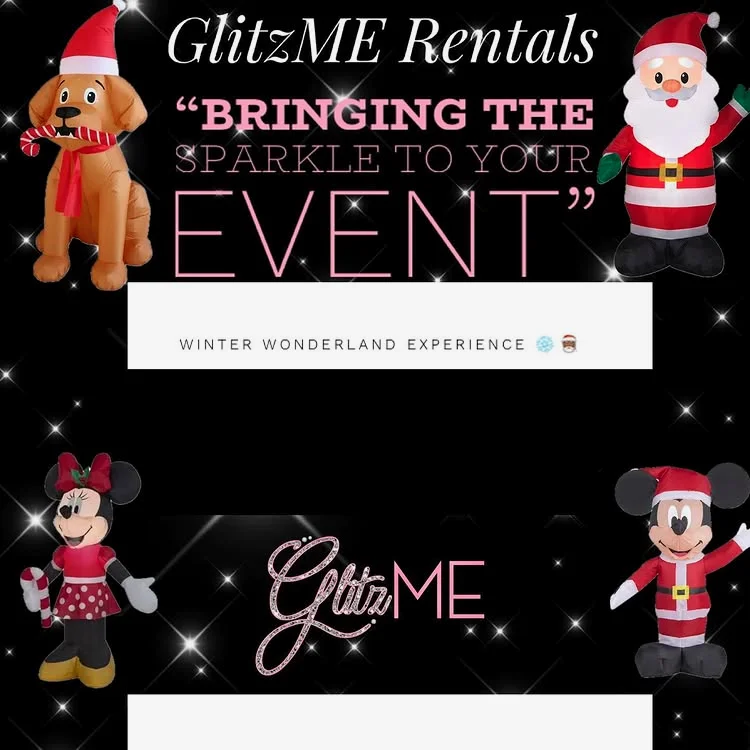 GlitzME Rentals
“BRINGING THE
SPARKLE TO YOUR
EVENT”
WINTER WONDERLAND EXPERIENCE ❄️🎅🏾
GlitzME